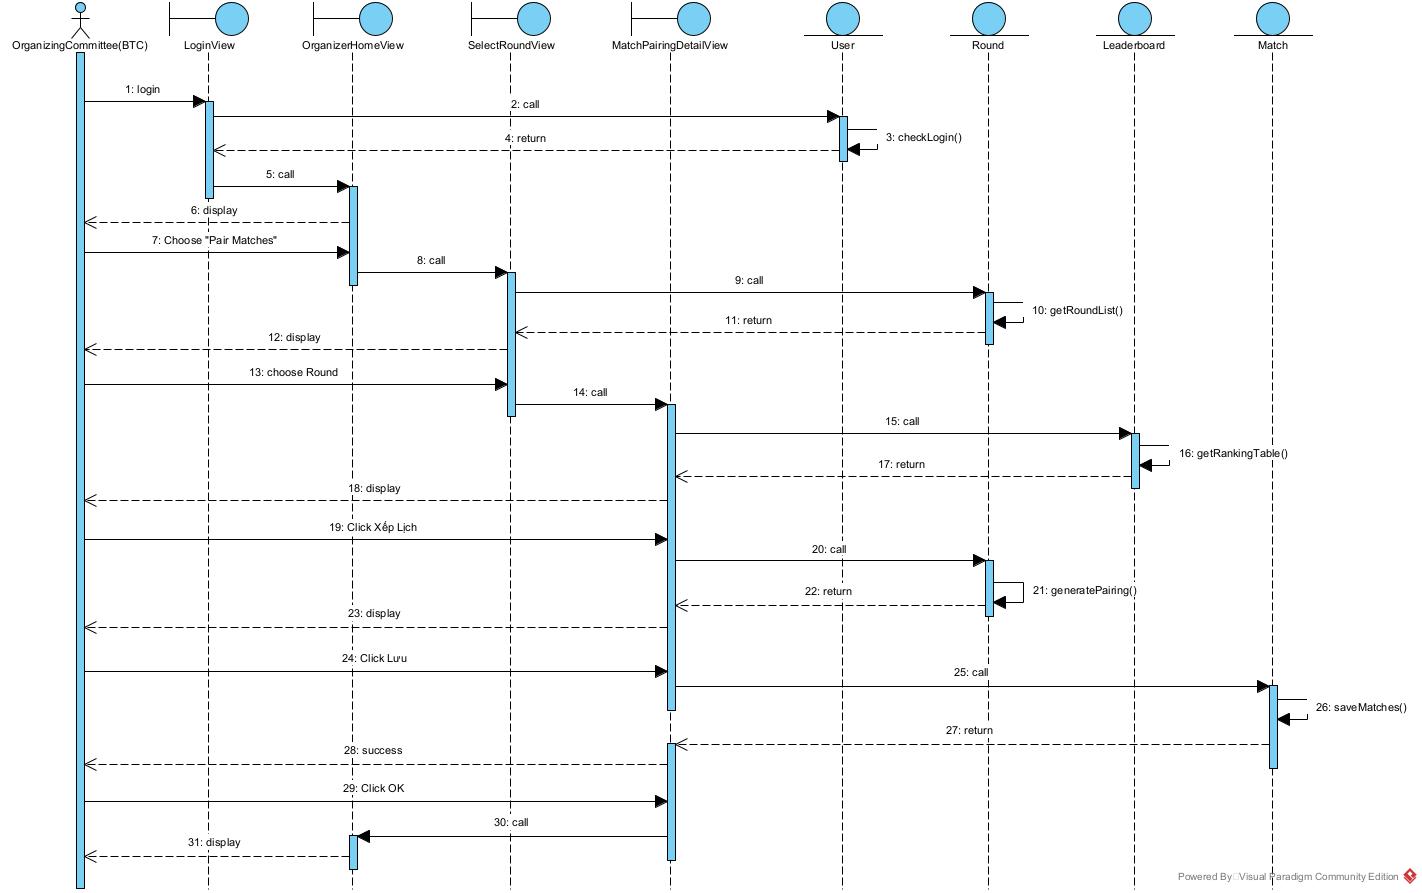 OrganizingCommittee(BTC)
LoginView
OrganizerHomeView
SelectRoundView
MatchPairingDetailView
User
Round
Leaderboard
Match
1: login
2: call
3: checkLogin()
4: return
5: call
6: display
7: Choose "Pair Matches"
8: call
9: call
10: getRoundList()
11: return
12: display
13: choose Round
14: call
15: call
16: getRankingTable()
17: return
18: display
19: Click Xếp Lịch
20: call
21: generatePairing()
22: return
23: display
24: Click Lưu
25: call
26: saveMatches()
27: return
28: success
29: Click OK
30: call
31: display
Powered By Visual Paradigm Community Edition